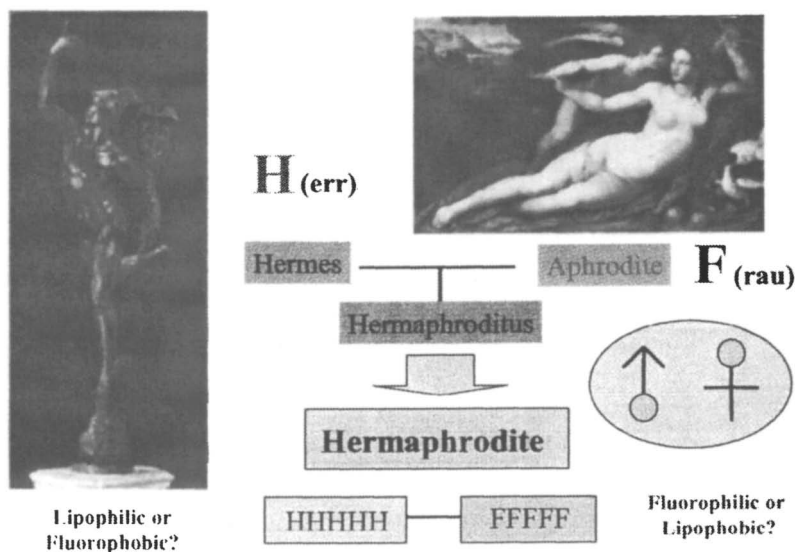 H (err)
Hermes
Aphrodite
F (rau)
Hermaphroditus
Hermaphrodite
Lipophilic or
Fluorophobic?
HHHHH
FFFFF
Fluorophilic or
Lipophobic?